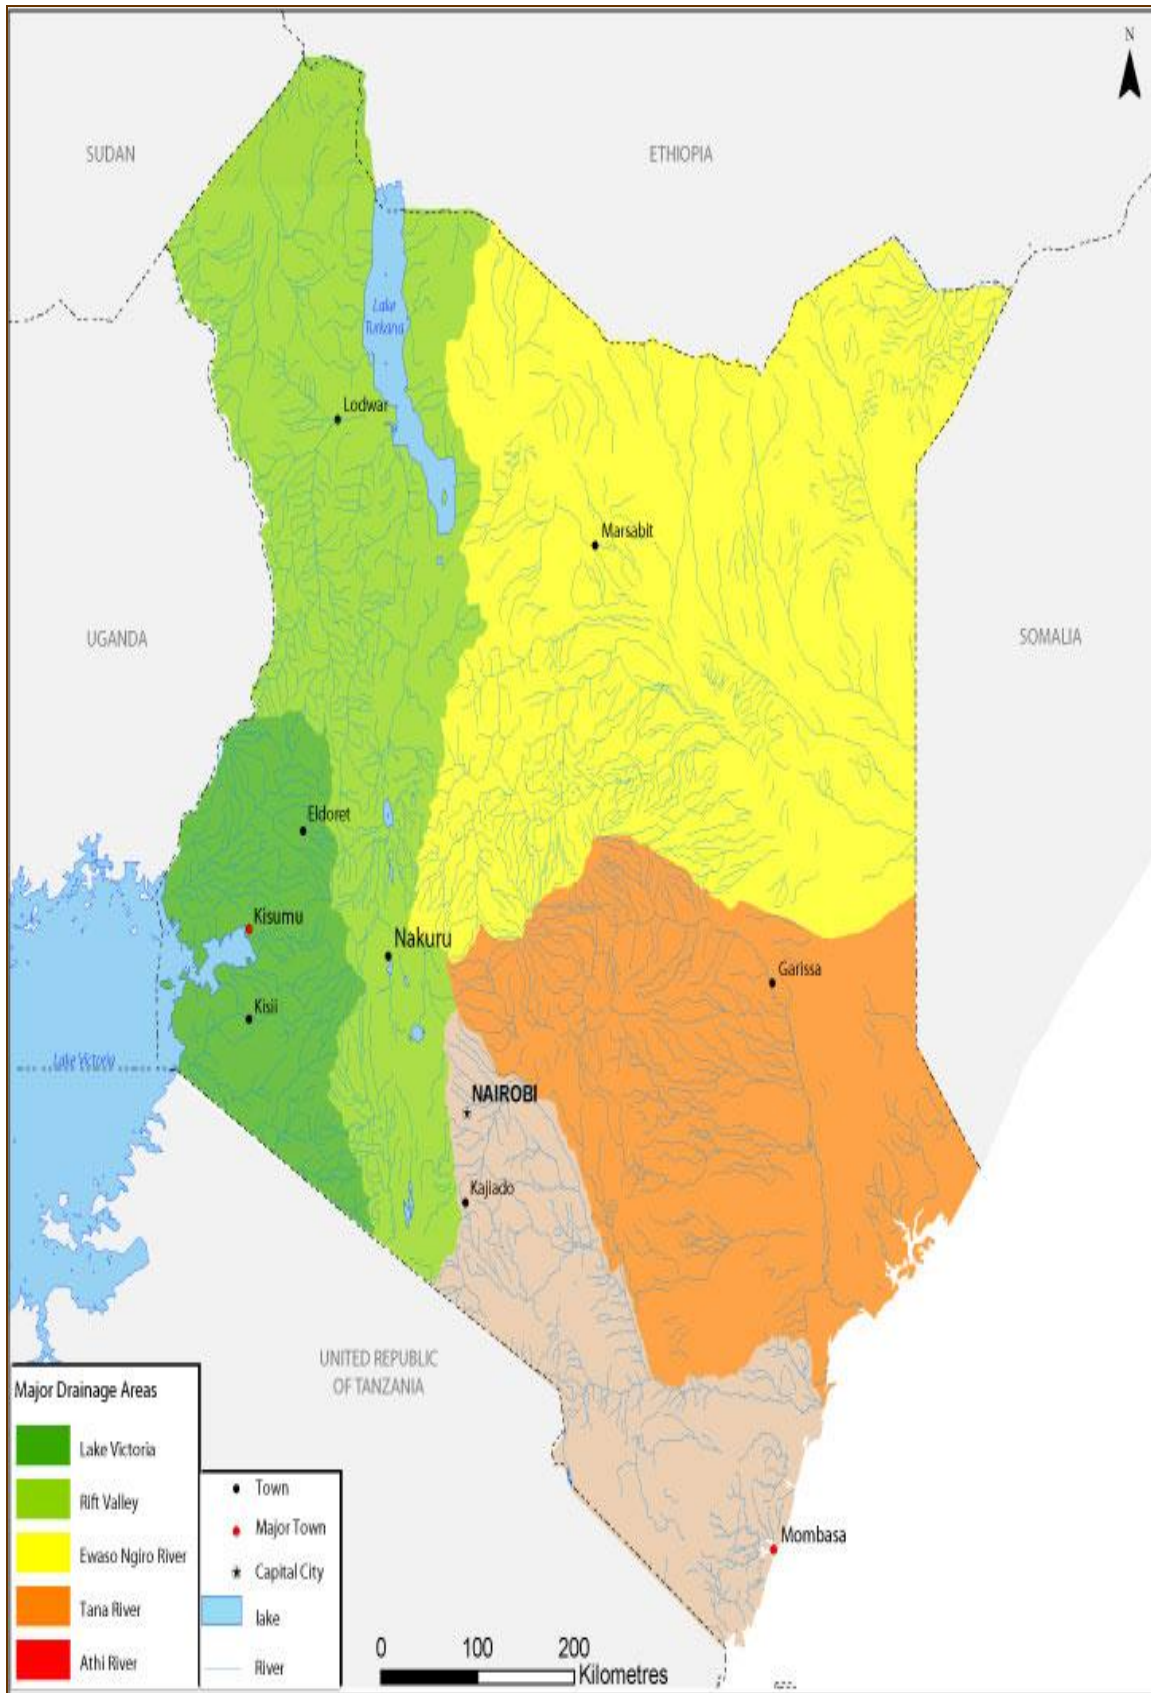 N
SUDAN
ETHIOPIA
Lake
Turkana
Lodwar
Marsabit
UGANDA
SOMALIA
Eldoret
Kisumu
Nakuru
Garissa
Kisii
Lake Victoria
NAIROBI
Kajiado
UNITED REPUBLIC
OF TANZANIA
Mombasa
Major Drainage Areas
Lake Victoria
Rift Valley
Ewaso Ngiro River
Tana River
Athi River
Town
Major Town
Capital City
lake
River
0 100 200
Kilometres